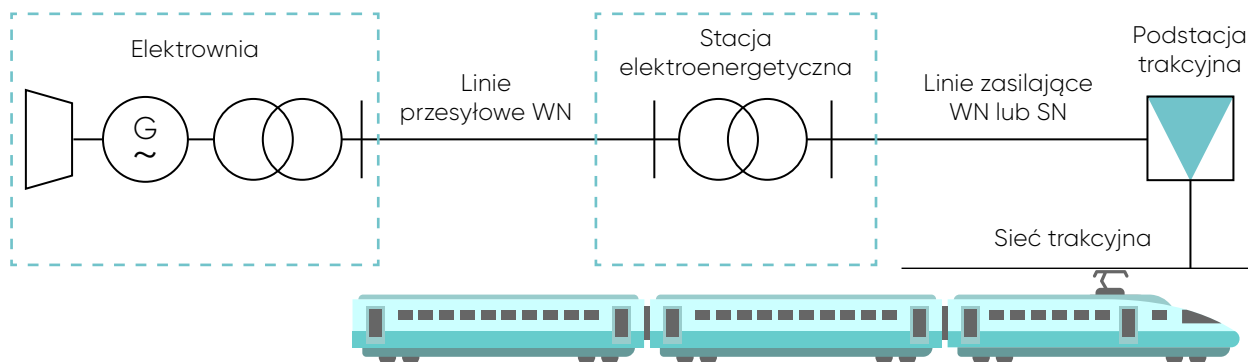 Elektrownia
G
~
Linie
przesyłowe WN
Stacja
elektroenergetyczna
Linie zasilające
WN lub SN
Podstacja
trakcyjna
Sieć trakcyjna